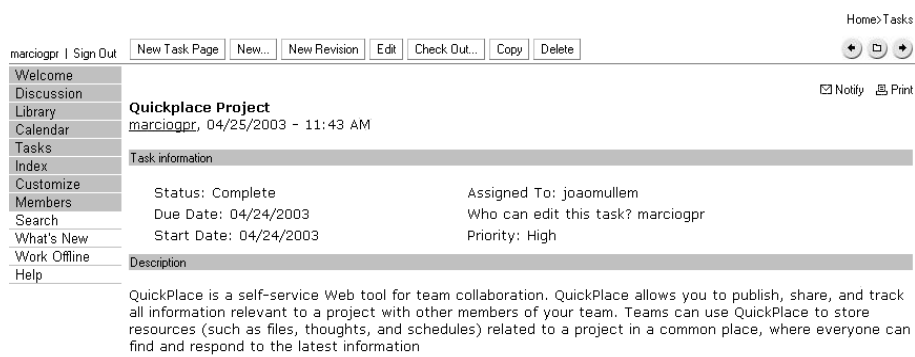 Home>Tasks
marciogpr | Sign Out
New Task Page New... New Revision Edit Check Out... Copy Delete
Welcome
Discussion
Library
Calendar
Tasks
Index
Customize
Members
Search
What's New
Work Offline
Help
Notify Print
Quickplace Project
marciogpr, 04/25/2003 - 11:43 AM
Task information
Status: Complete Assigned To: joaomullem
Due Date: 04/24/2003 Who can edit this task? marciogpr
Start Date: 04/24/2003 Priority: High
Description
QuickPlace is a self-service Web tool for team collaboration. QuickPlace allows you to publish, share, and track
all information relevant to a project with other members of your team. Teams can use QuickPlace to store
resources (such as files, thoughts, and schedules) related to a project in a common place, where everyone can
find and respond to the latest information